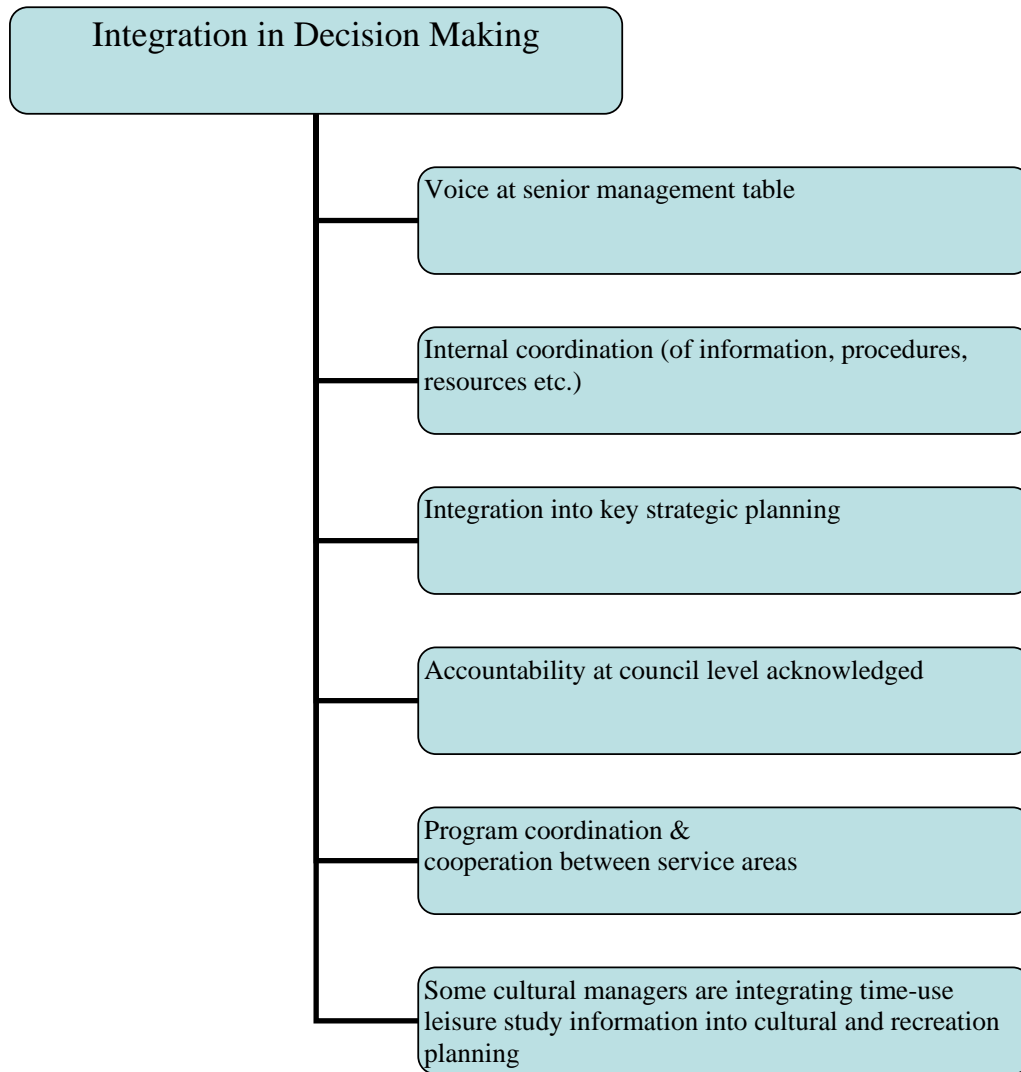 Integration in Decision Making
Voice at senior management table
Internal coordination (of information, procedures,
resources etc.)
Integration into key strategic planning
Accountability at council level acknowledged
Program coordination &
cooperation between service areas
Some cultural managers are integrating time-use
leisure study information into cultural and recreation
planning